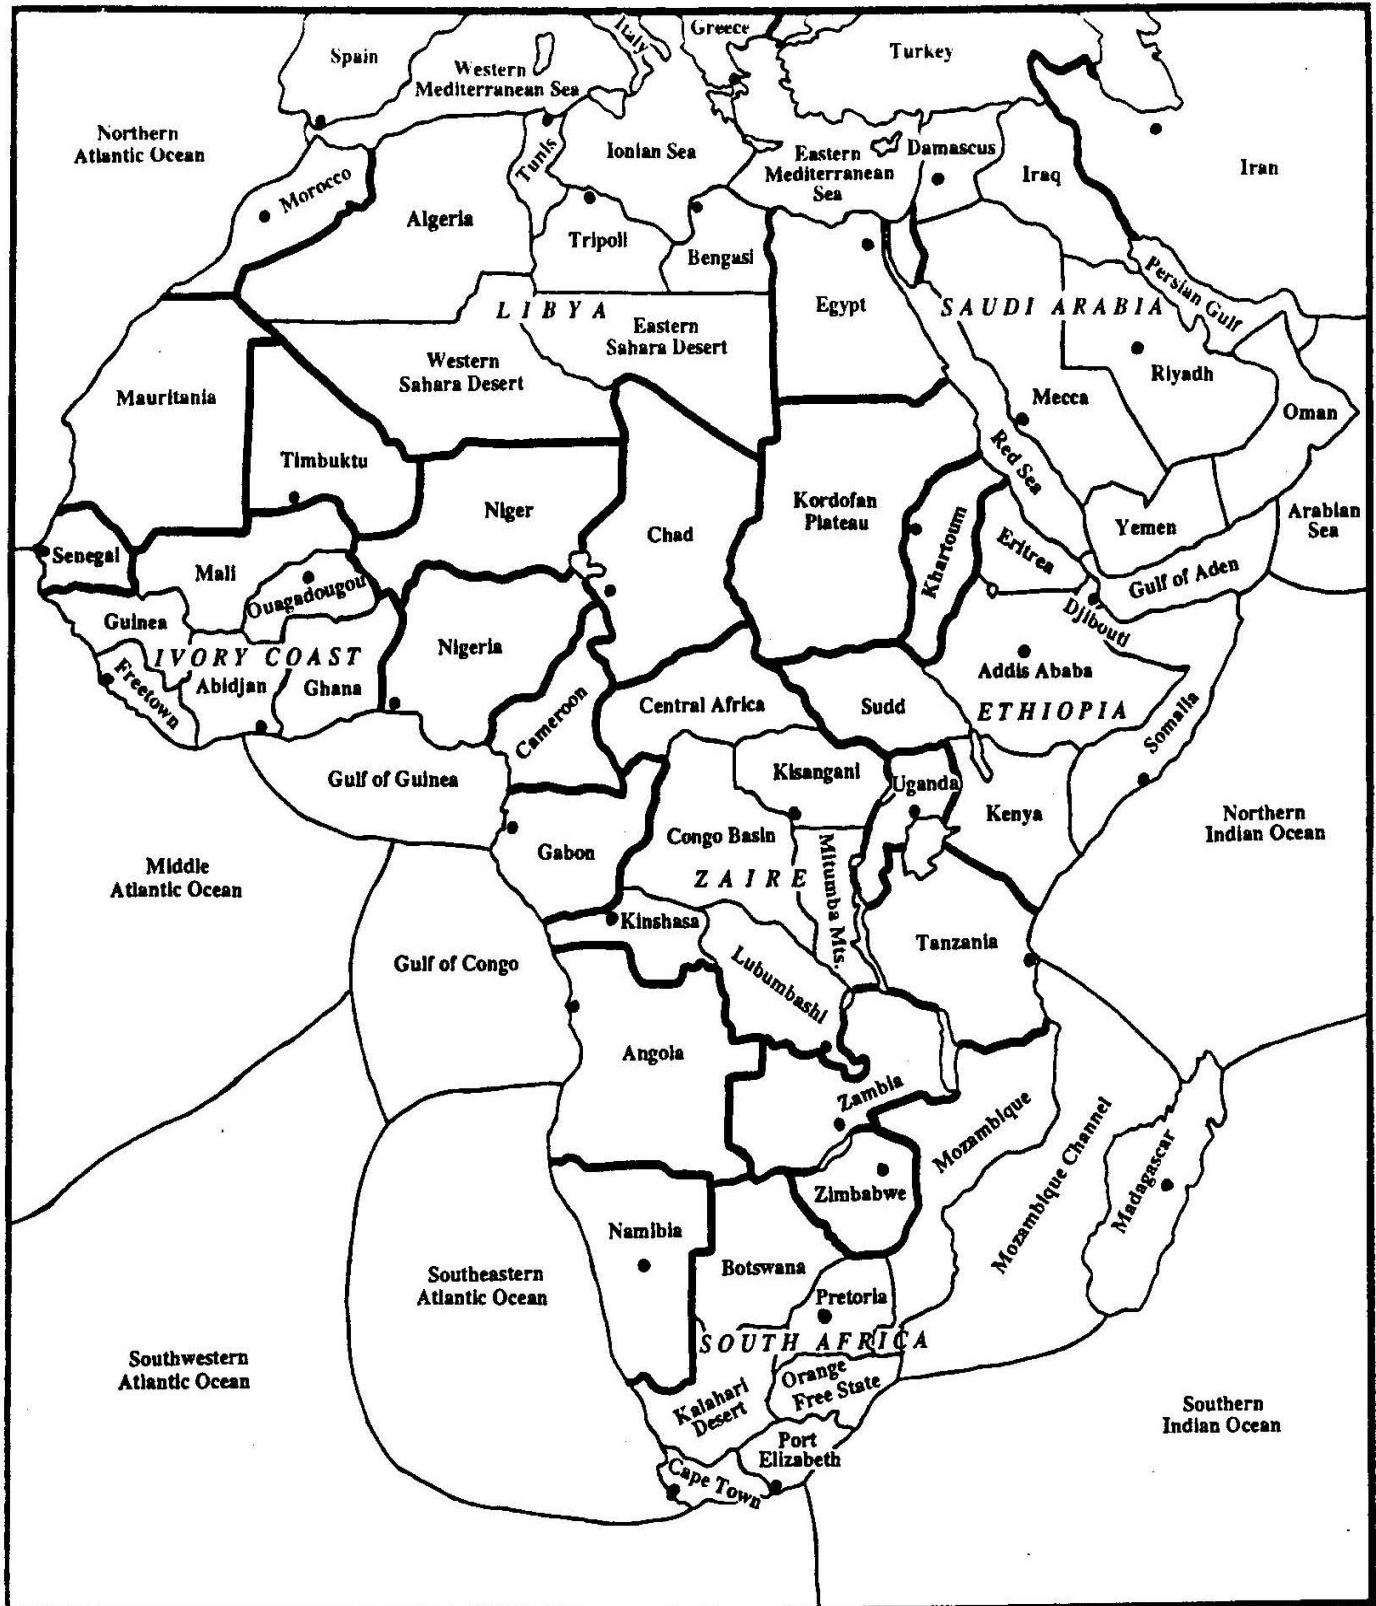 Spain
Italy
Greece
Turkey
Western
Mediterranean Sea
Northern
Atlantic Ocean
Morocco
Algeria
Tunis
Ionian Sea
Eastern
Mediterranean
Sea
Damascus
Iraq
Iran
Tripoli
Bengasi
Egypt
LIBYA
SAUDI ARABIA
Persian Gulf
Eastern
Sahara Desert
Western
Sahara Desert
Mauritania
Mecca
Riyadh
Oman
Timbuktu
Niger
Chad
Kordofan
Plateau
Khartoum
Red Sea
Yemen
Arabian
Sea
Senegal
Mali
Ouagadougou
Eritrea
Gulf of Aden
Djibouti
Guinea
IVORY COAST
Freetown
Abidjan
Ghana
Nigeria
Cameroon
Central Africa
Sudd
Addis Ababa
ETHIOPIA
Somalia
Gulf of Guinea
Kisangani
Uganda
Kenya
Northern
Indian Ocean
Middle
Atlantic Ocean
Gabon
Congo Basin
ZAIRE
Mitumba Mts.
Kinshasa
Tanzania
Gulf of Congo
Lubumbashi
Angola
Zambia
Mozambique
Mozambique Channel
Madagascar
Zimbabwe
Namibia
Botswana
Southeastern
Atlantic Ocean
Pretoria
SOUTH AFRICA
Southwestern
Atlantic Ocean
Orange
Free State
Kalahari
Desert
Southern
Indian Ocean
Port
Elizabeth
Cape Town